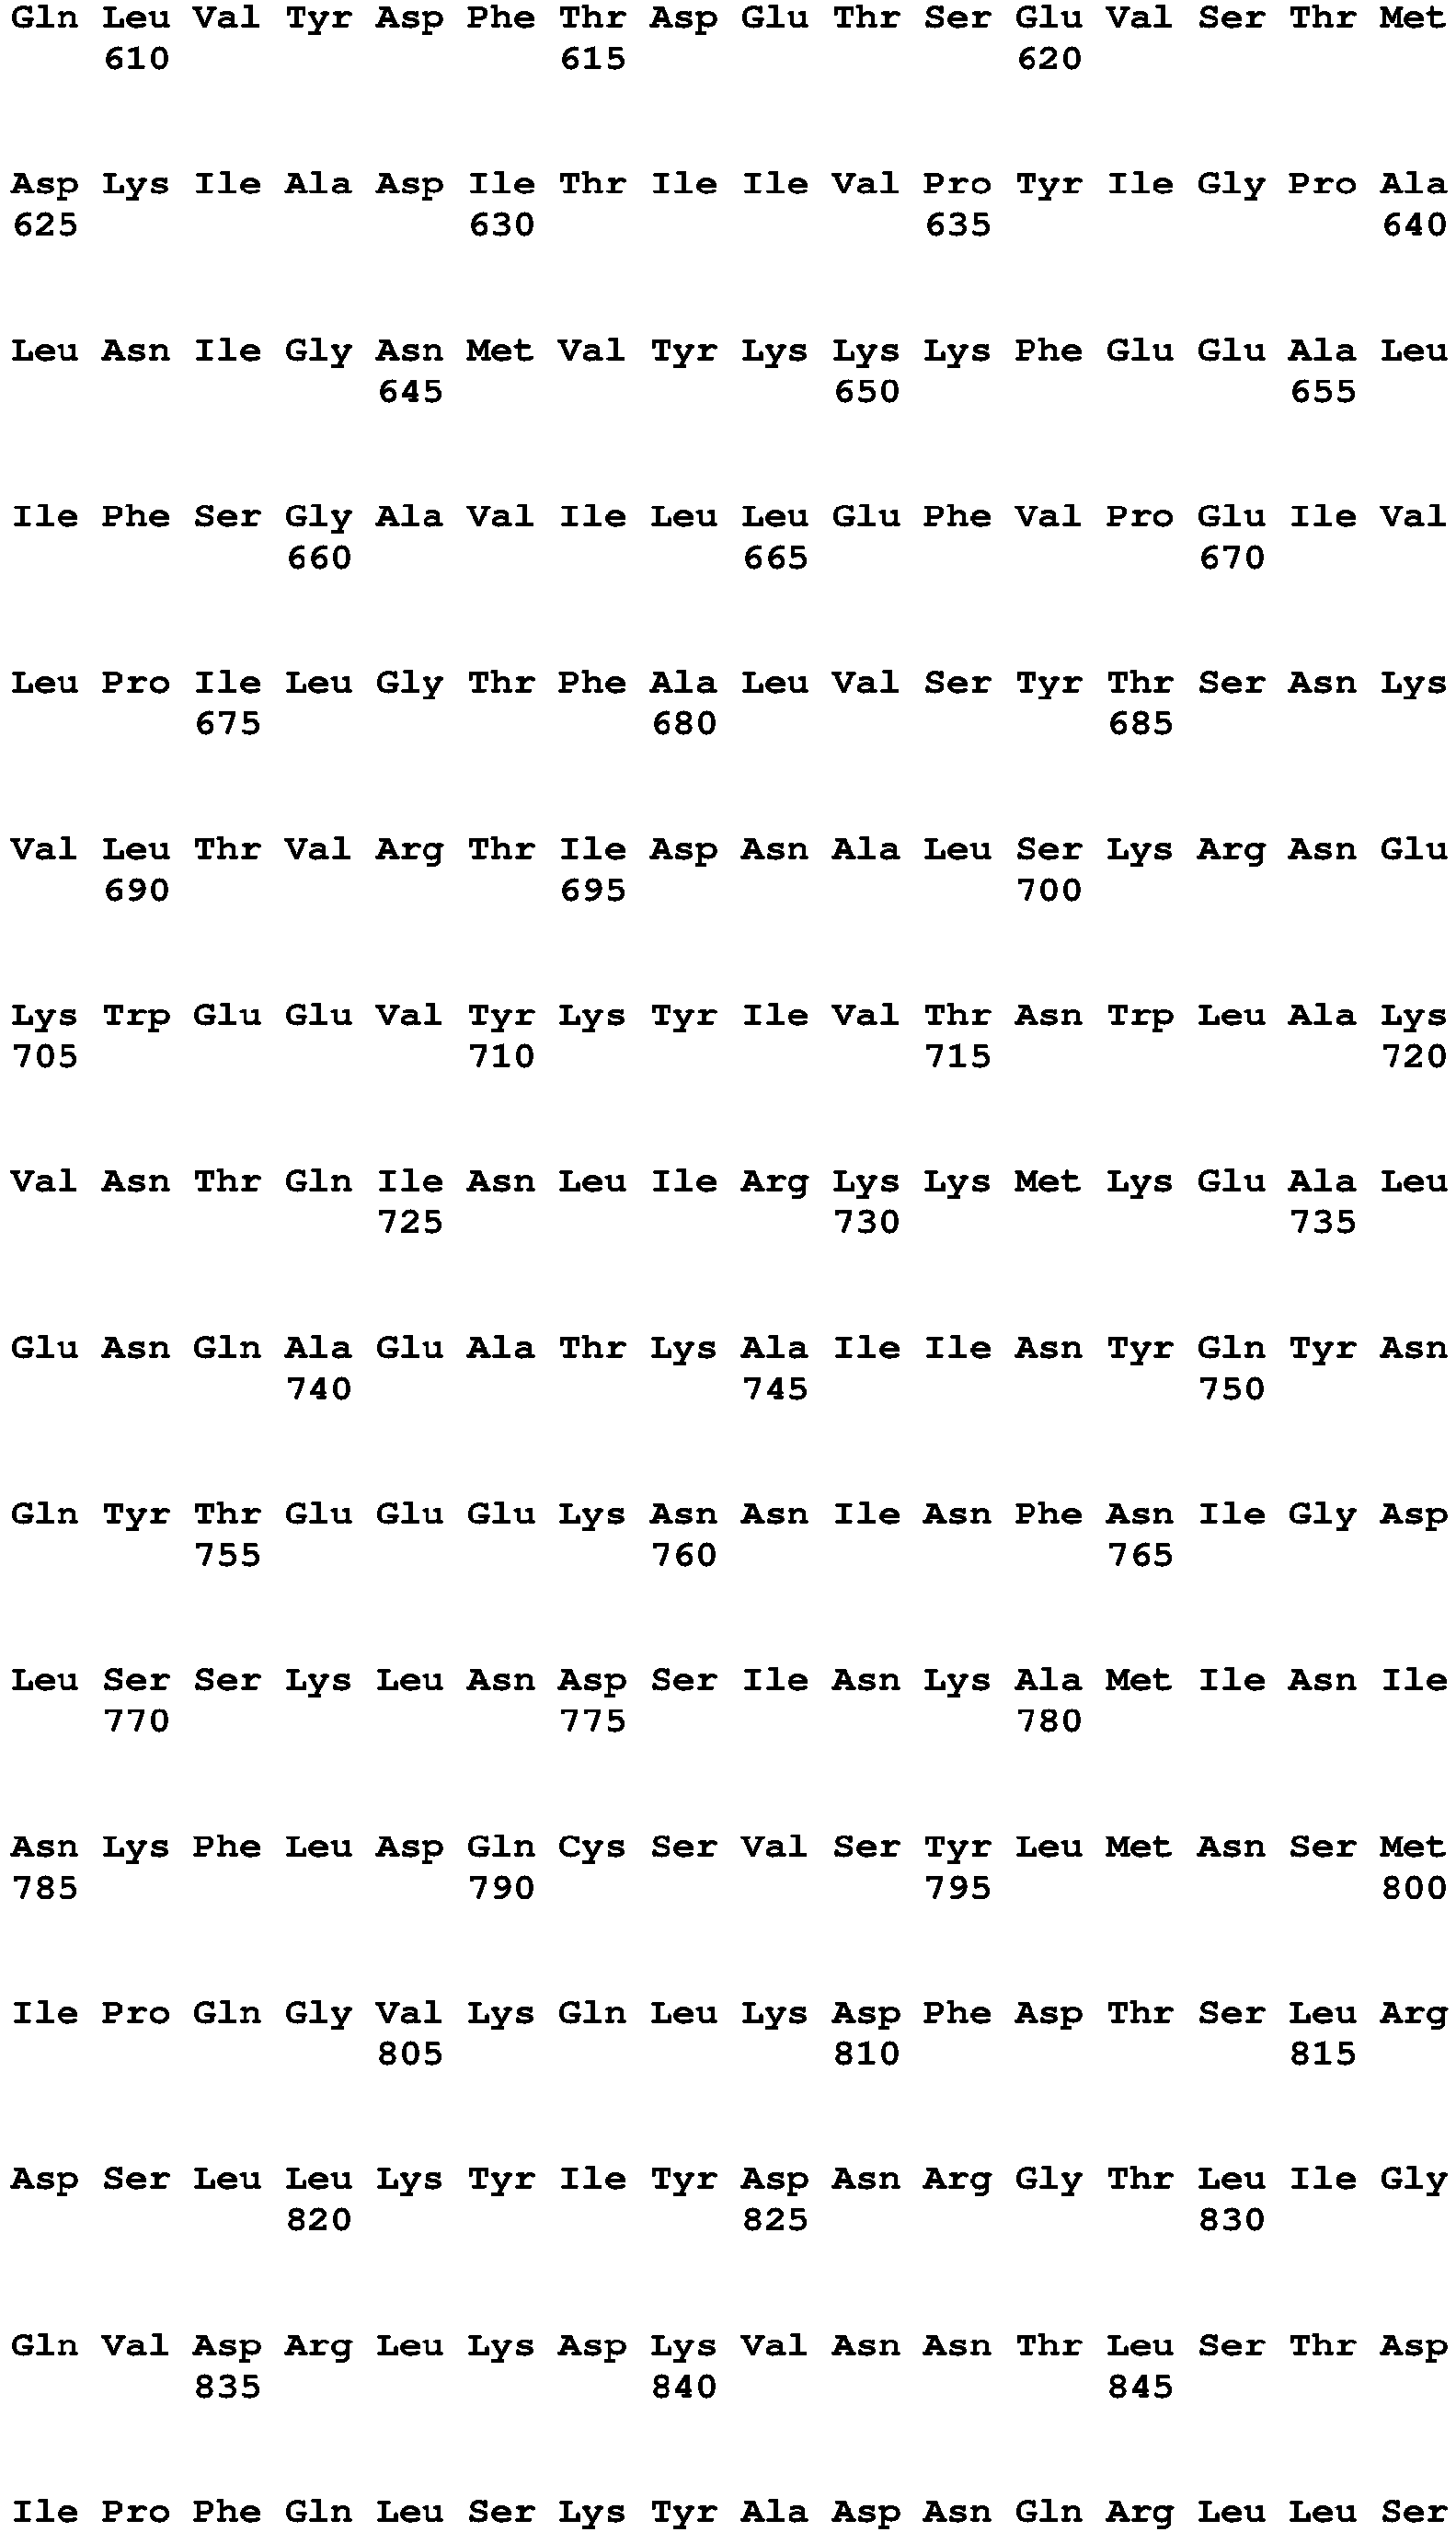 Gln Leu Val Tyr Asp Phe Thr Asp Glu Thr Ser Glu Val Ser Thr Met
610 615 620
Asp Lys Ile Ala Asp Ile Thr Ile Ile Val Pro Tyr Ile Gly Pro Ala
625 630 635 640
Leu Asn Ile Gly Asn Met Val Tyr Lys Lys Lys Phe Glu Glu Ala Leu
645 650 655
Ile Phe Ser Gly Ala Val Ile Leu Leu Glu Phe Val Pro Glu Ile Val
660 665 670
Leu Pro Ile Leu Gly Thr Phe Ala Leu Val Ser Tyr Thr Ser Asn Lys
675 680 685
Val Leu Thr Val Arg Thr Ile Asp Asn Ala Leu Ser Lys Arg Asn Glu
690 695 700
Lys Trp Glu Glu Val Tyr Lys Tyr Ile Val Thr Asn Trp Leu Ala Lys
705 710 715 720
Val Asn Thr Gln Ile Asn Leu Ile Arg Lys Lys Met Lys Glu Ala Leu
725 730 735
Glu Asn Gln Ala Glu Ala Thr Lys Ala Ile Ile Asn Tyr Gln Tyr Asn
740 745 750
Gln Tyr Thr Glu Glu Glu Lys Asn Asn Ile Asn Phe Asn Ile Gly Asp
755 760 765
Leu Ser Ser Lys Leu Asn Asp Ser Ile Asn Lys Ala Met Ile Asn Ile
770 775 780
Asn Lys Phe Leu Asp Gln Cys Ser Val Ser Tyr Leu Met Asn Ser Met
785 790 795 800
Ile Pro Gln Gly Val Lys Gln Leu Lys Asp Phe Asp Thr Ser Leu Arg
805 810 815
Asp Ser Leu Leu Lys Tyr Ile Tyr Asp Asn Arg Gly Thr Leu Ile Gly
820 825 830
Gln Val Asp Arg Leu Lys Asp Lys Val Asn Asn Thr Leu Ser Thr Asp
835 840 845
Ile Pro Phe Gln Leu Ser Lys Tyr Ala Asp Asn Gln Arg Leu Leu Ser